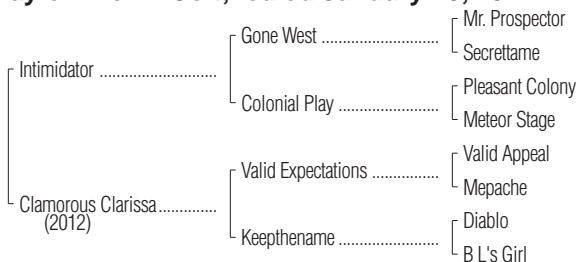 Mr. Prospector
Gone West ........................
Secrettame
Intimidator ...............................
Pleasant Colony
Colonial Play ........................
Meteor Stage
Valid Appeal
Valid Expectations ................
Mepache
Clamorous Clarissa ...............
(2012)
Diablo
Keepthename ........................
B L's Girl